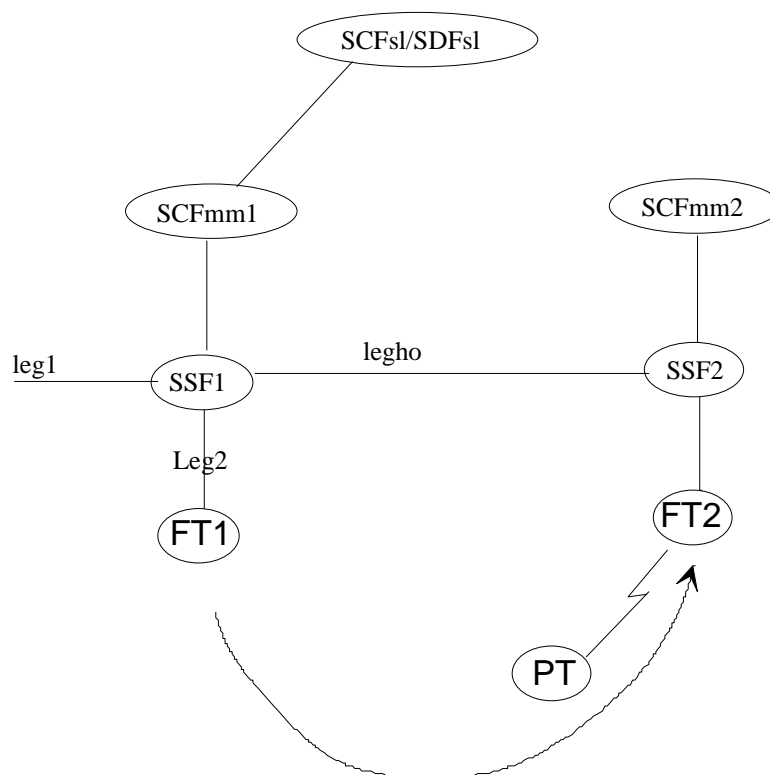 SCFsl/SDFsl
SCFmm1
SCFmm2
leg1
legho
SSF1
SSF2
Leg2
FT1
FT2
PT